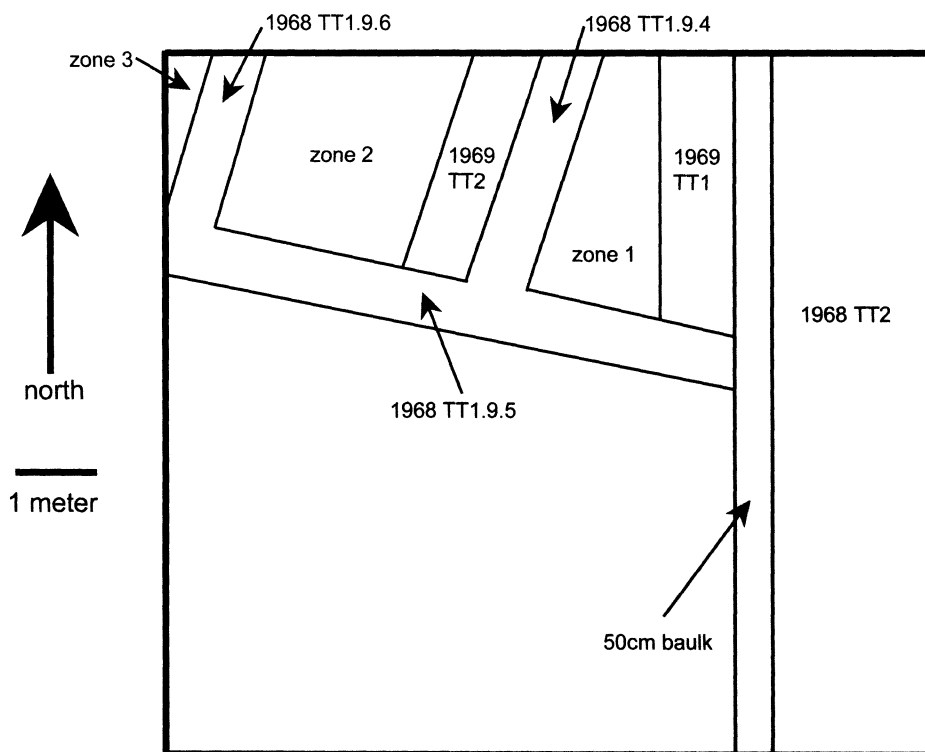 1968 TT1.9.6
1968 TT1.9.4
zone 3
zone 2
1969
TT2
1969
TT1
zone 1
1968 TT2
north
1968 TT1.9.5
1 meter
50cm baulk